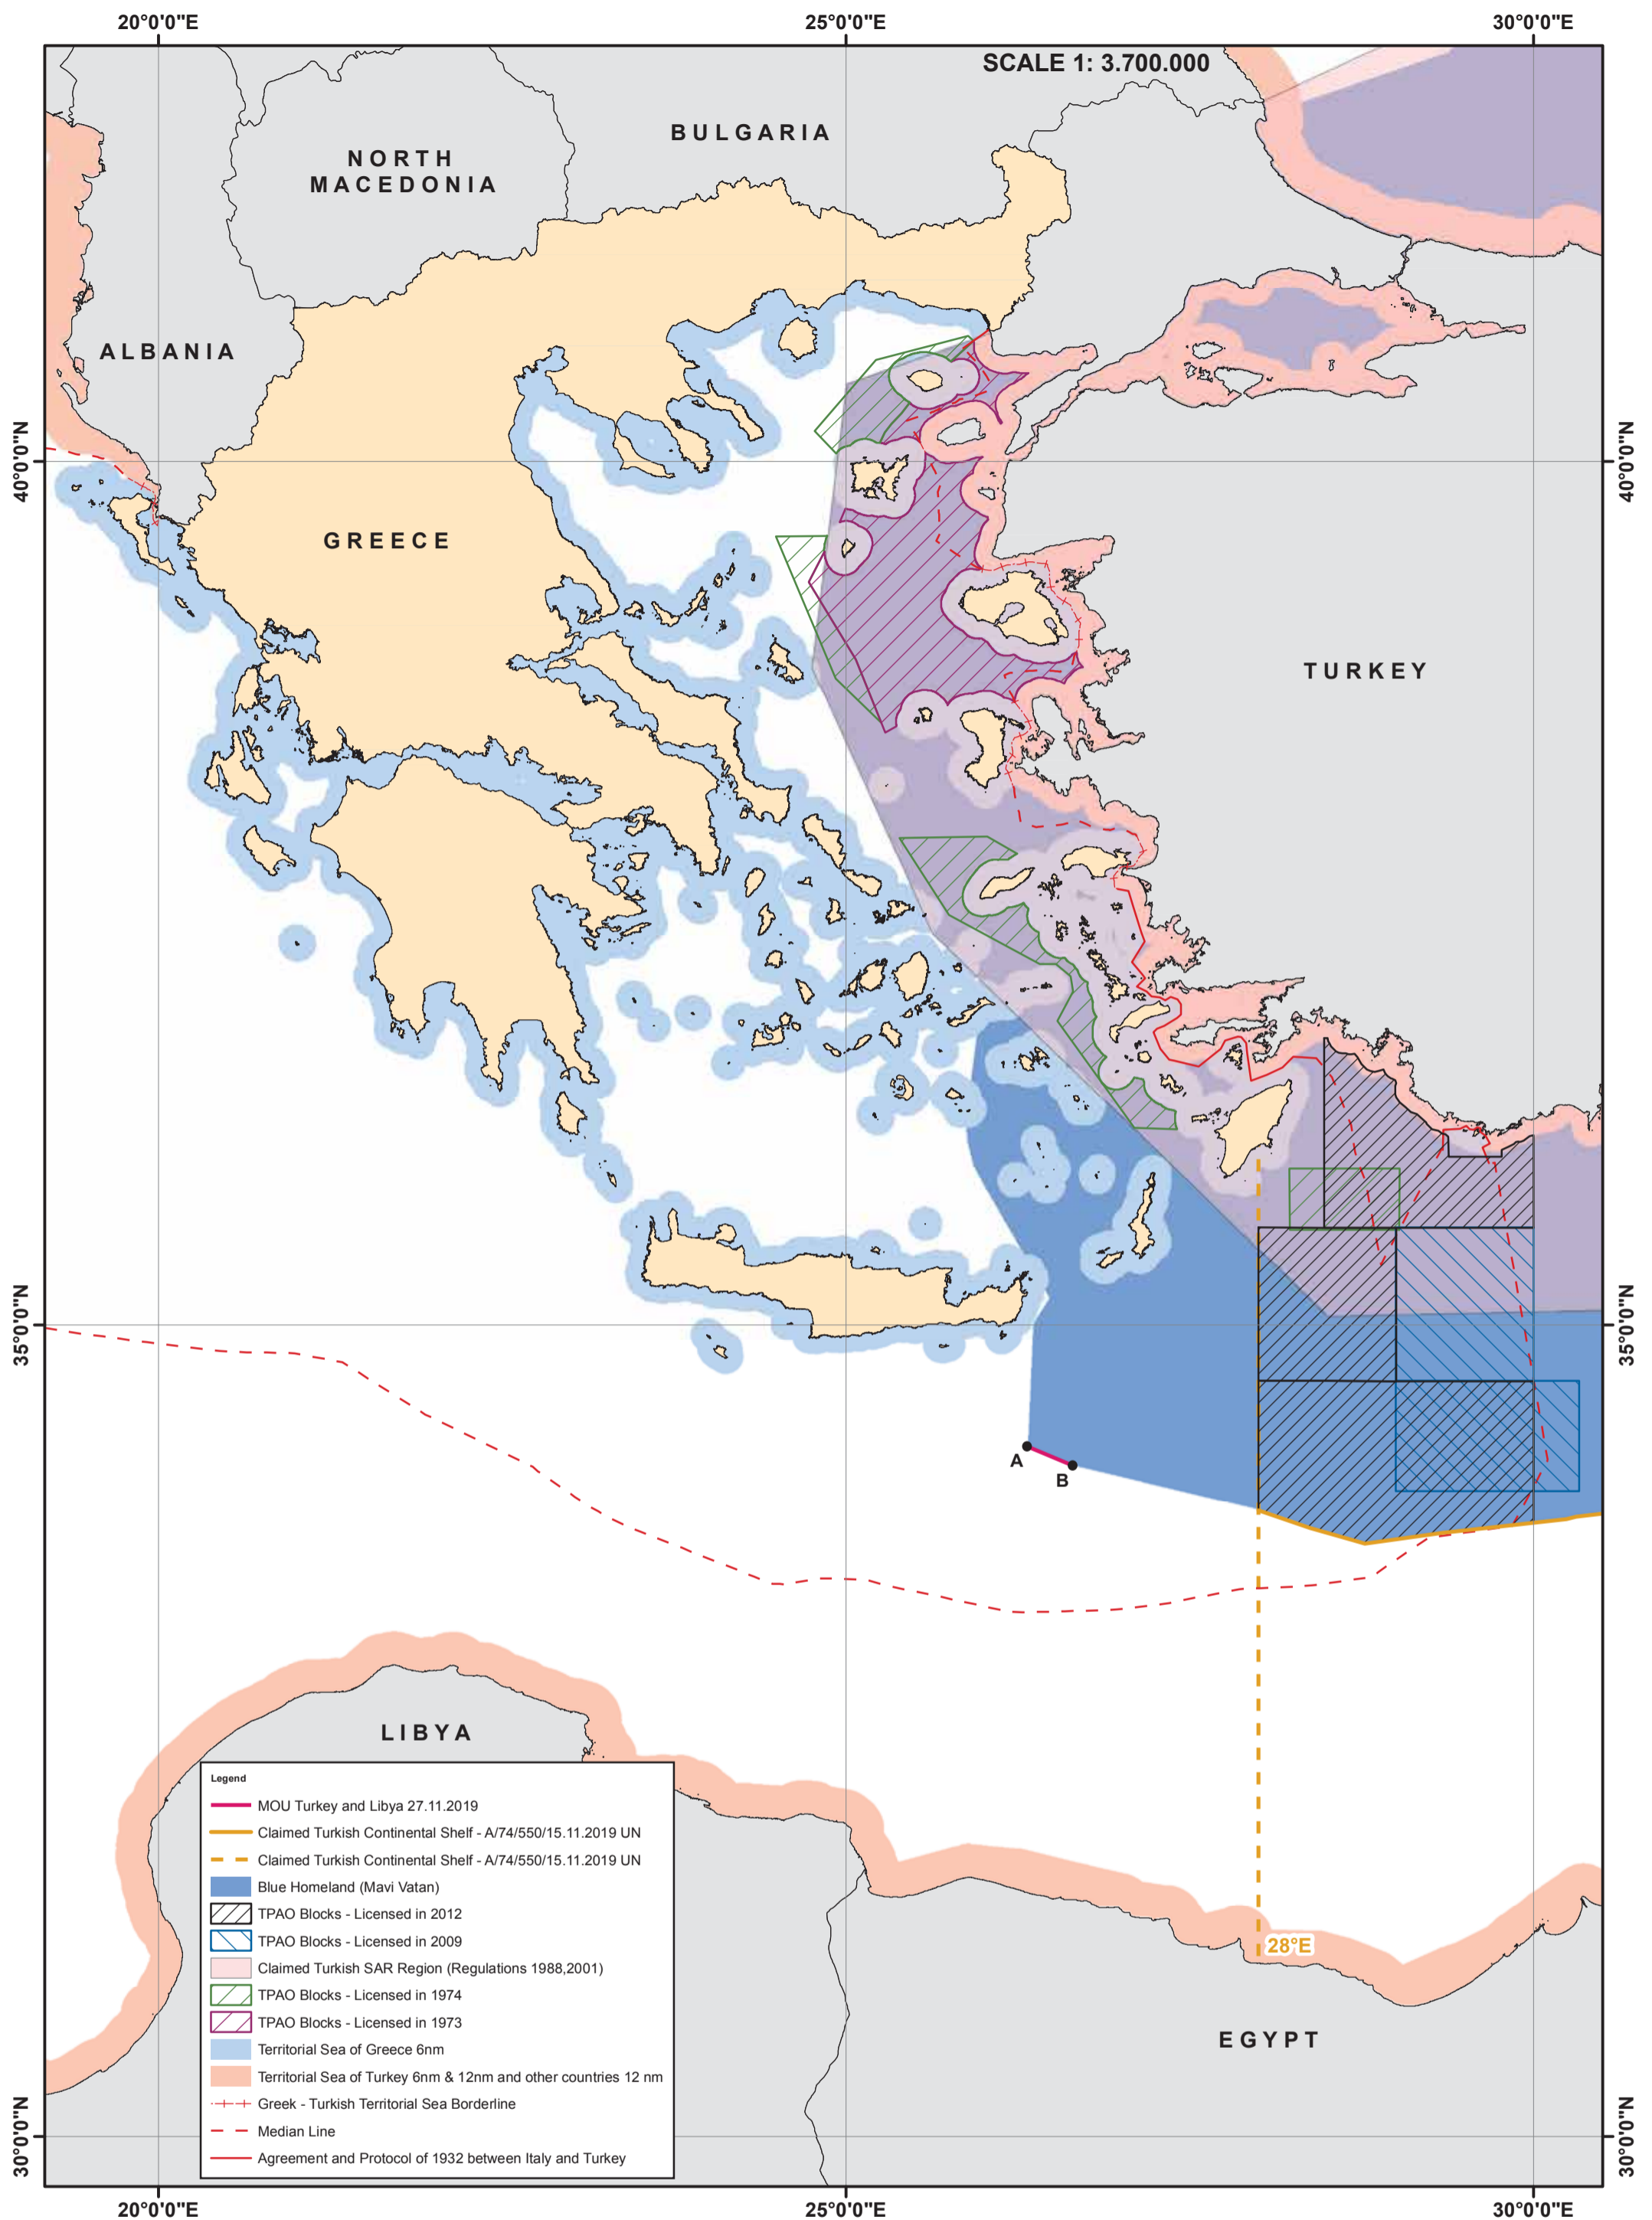 20°0'0"E
25°0'0"E
30°0'0"E
SCALE 1: 3.700.000
BULGARIA
NORTH
MACEDONIA
ALBANIA
40°0'0"N
40°0'0"N
GREECE
TURKEY
35°0'0"N
35°0'0"N
A
B
LIBYA
Legend
MOU Turkey and Libya 27.11.2019
Claimed Turkish Continental Shelf - A/74/550/15.11.2019 UN
Claimed Turkish Continental Shelf - A/74/550/15.11.2019 UN
Blue Homeland (Mavi Vatan)
TPAO Blocks - Licensed in 2012
TPAO Blocks - Licensed in 2009
Claimed Turkish SAR Region (Regulations 1988,2001)
TPAO Blocks - Licensed in 1974
TPAO Blocks - Licensed in 1973
Territorial Sea of Greece 6nm
Territorial Sea of Turkey 6nm & 12nm and other countries 12 nm
Greek - Turkish Territorial Sea Borderline
Median Line
Agreement and Protocol of 1932 between Italy and Turkey
28°E
EGYPT
30°0'0"N
30°0'0"N
20°0'0"E
25°0'0"E
30°0'0"E